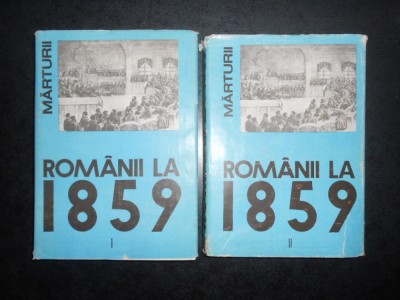 MĂRTURII
ROMÂNII LA
1859
I
MĂRTURII
ROMÂNII LA
1859
II